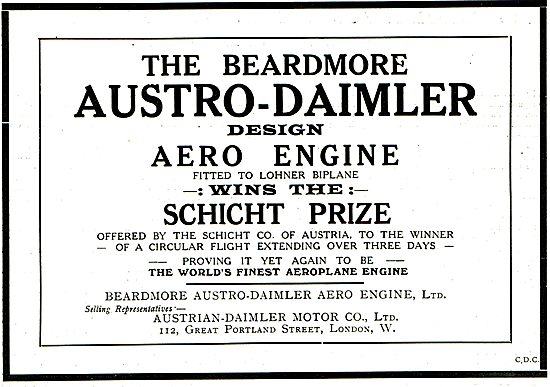 THE BEARDMORE
AUSTRO-DAIMLER
DESIGN
AERO ENGINE
FITTED TO LOHNER BIPLANE
—: WINS THE :—
SCHICHT PRIZE
OFFERED BY THE SCHICHT CO. OF AUSTRIA, TO THE WINNER
— OF A CIRCULAR FLIGHT EXTENDING OVER THREE DAYS —
—— PROVING IT YET AGAIN TO BE ——
THE WORLD'S FINEST AEROPLANE ENGINE
BEARDMORE AUSTRO-DAIMLER AERO ENGINE, LTD.
Selling Representatives—
AUSTRIAN-DAIMLER MOTOR CO., LTD.
112, GREAT PORTLAND STREET, LONDON, W.
C.D.C.